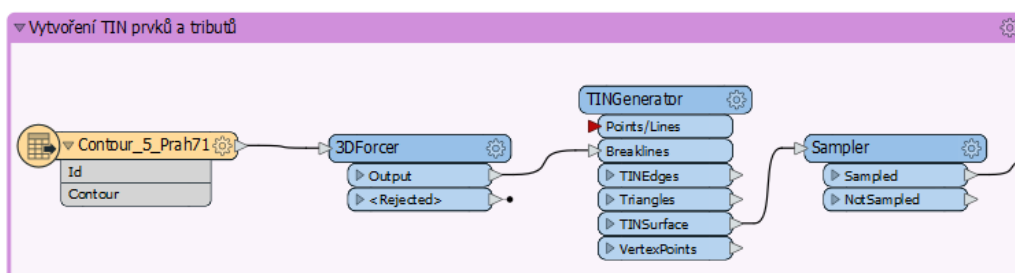 Vytvoření TIN prvků a tributů
Contour_5_Prah71
Id
Contour
3DForcer
Output
<Rejected>
TINGenerator
Points/Lines
Breaklines
TINEdges
Triangles
TINSurface
VertexPoints
Sampler
Sampled
NotSampled